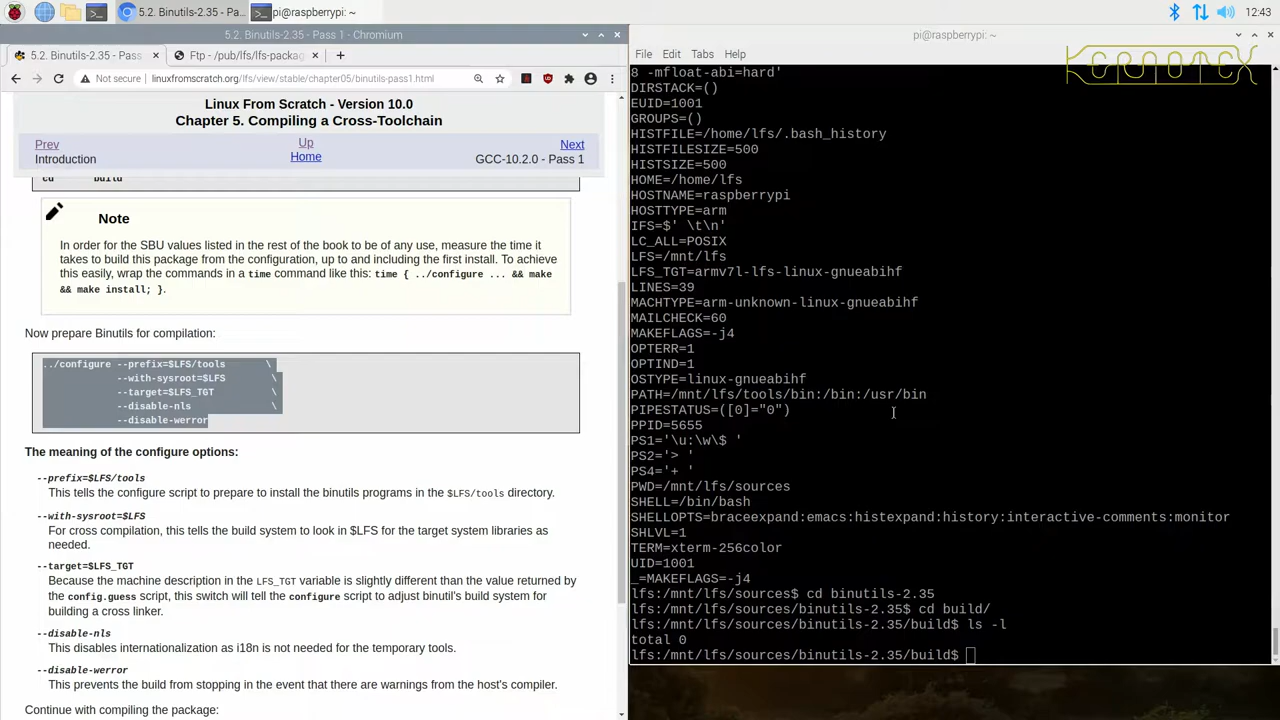 5.2. Binutils-2.35 - Pa...
pi@raspberrypi: ~
12:43
5.2. Binutils-2.35 - Pass 1 - Chromium
pi@raspberrypi: ~
5.2. Binutils-2.35 - Pass
Ftp - /pub/lfs/lfs-packag
File Edit Tabs Help
KERNOTEX
Not secure | linuxfromscratch.org/lfs/view/stable/chapter05/binutils-pass1.html
Linux From Scratch - Version 10.0
Chapter 5. Compiling a Cross-Toolchain
Prev
Up
Next
Introduction
Home
GCC-10.2.0 - Pass 1
cd build
Note
In order for the SBU values listed in the rest of the book to be of any use, measure the time it
takes to build this package from the configuration, up to and including the first install. To achieve
this easily, wrap the commands in a time command like this: time { ../configure ... && make
&& make install; }.
Now prepare Binutils for compilation:
../configure --prefix=$LFS/tools \
--with-sysroot=$LFS \
--target=$LFS_TGT \
--disable-nls \
--disable-werror
The meaning of the configure options:
--prefix=$LFS/tools
This tells the configure script to prepare to install the binutils programs in the $LFS/tools directory.
--with-sysroot=$LFS
For cross compilation, this tells the build system to look in $LFS for the target system libraries as
needed.
--target=$LFS_TGT
Because the machine description in the LFS_TGT variable is slightly different than the value returned by
the config.guess script, this switch will tell the configure script to adjust binutil's build system for
building a cross linker.
--disable-nls
This disables internationalization as i18n is not needed for the temporary tools.
--disable-werror
This prevents the build from stopping in the event that there are warnings from the host's compiler.
Continue with compiling the package:
8 -mfloat-abi=hard'
DIRSTACK=()
EUID=1001
GROUPS=()
HISTFILE=/home/lfs/.bash_history
HISTFILESIZE=500
HISTSIZE=500
HOME=/home/lfs
HOSTNAME=raspberrypi
HOSTTYPE=arm
IFS=$' \t\n'
LC_ALL=POSIX
LFS=/mnt/lfs
LFS_TGT=armv7l-lfs-linux-gnueabihf
LINES=39
MACHTYPE=arm-unknown-linux-gnueabihf
MAILCHECK=60
MAKEFLAGS=-j4
OPTERR=1
OPTIND=1
OSTYPE=linux-gnueabihf
PATH=/mnt/lfs/tools/bin:/bin:/usr/bin
PIPESTATUS=([0]="0")
PPID=5655
PS1='\u:\w\$ '
PS2='> '
PS4='+ '
PWD=/mnt/lfs/sources
SHELL=/bin/bash
SHELLOPTS=braceexpand:emacs:histexpand:history:interactive-comments:monitor
SHLVL=1
TERM=xterm-256color
UID=1001
_=MAKEFLAGS=-j4
lfs:/mnt/lfs/sources$ cd binutils-2.35
lfs:/mnt/lfs/sources/binutils-2.35$ cd build/
lfs:/mnt/lfs/sources/binutils-2.35/build$ ls -l
total 0
lfs:/mnt/lfs/sources/binutils-2.35/build$